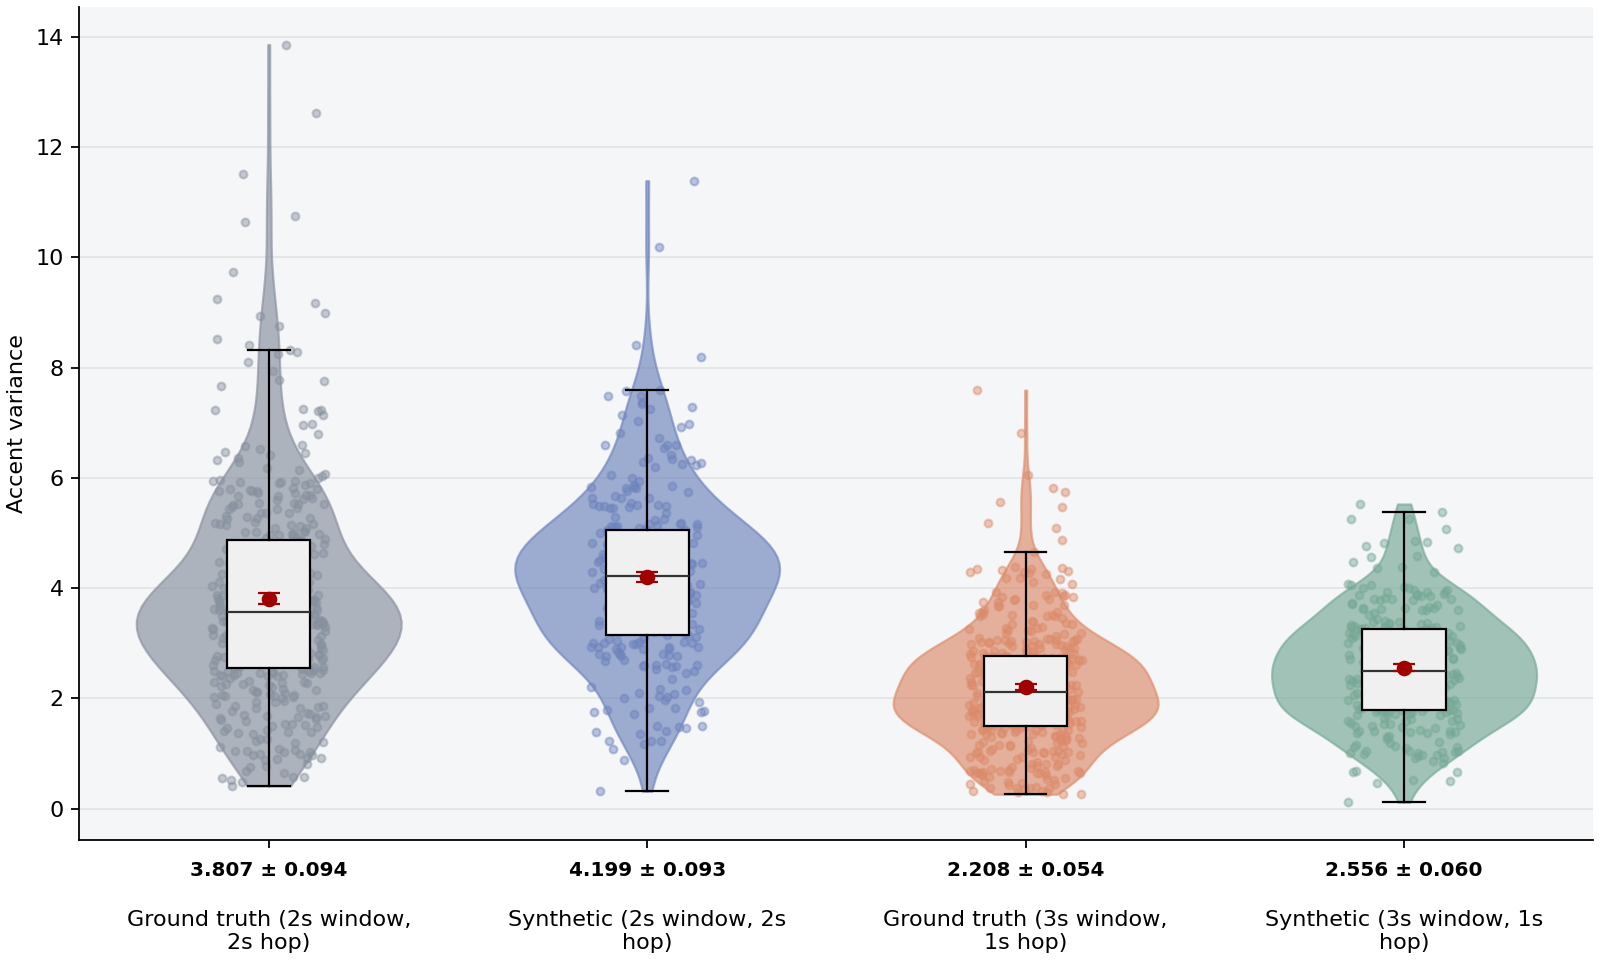 14
12
10
8
6
4
2
0
Accent variance
3.807 ± 0.094
4.199 ± 0.093
2.208 ± 0.054
2.556 ± 0.060
Ground truth (2s window,
2s hop)
Synthetic (2s window, 2s
hop)
Ground truth (3s window,
1s hop)
Synthetic (3s window, 1s
hop)